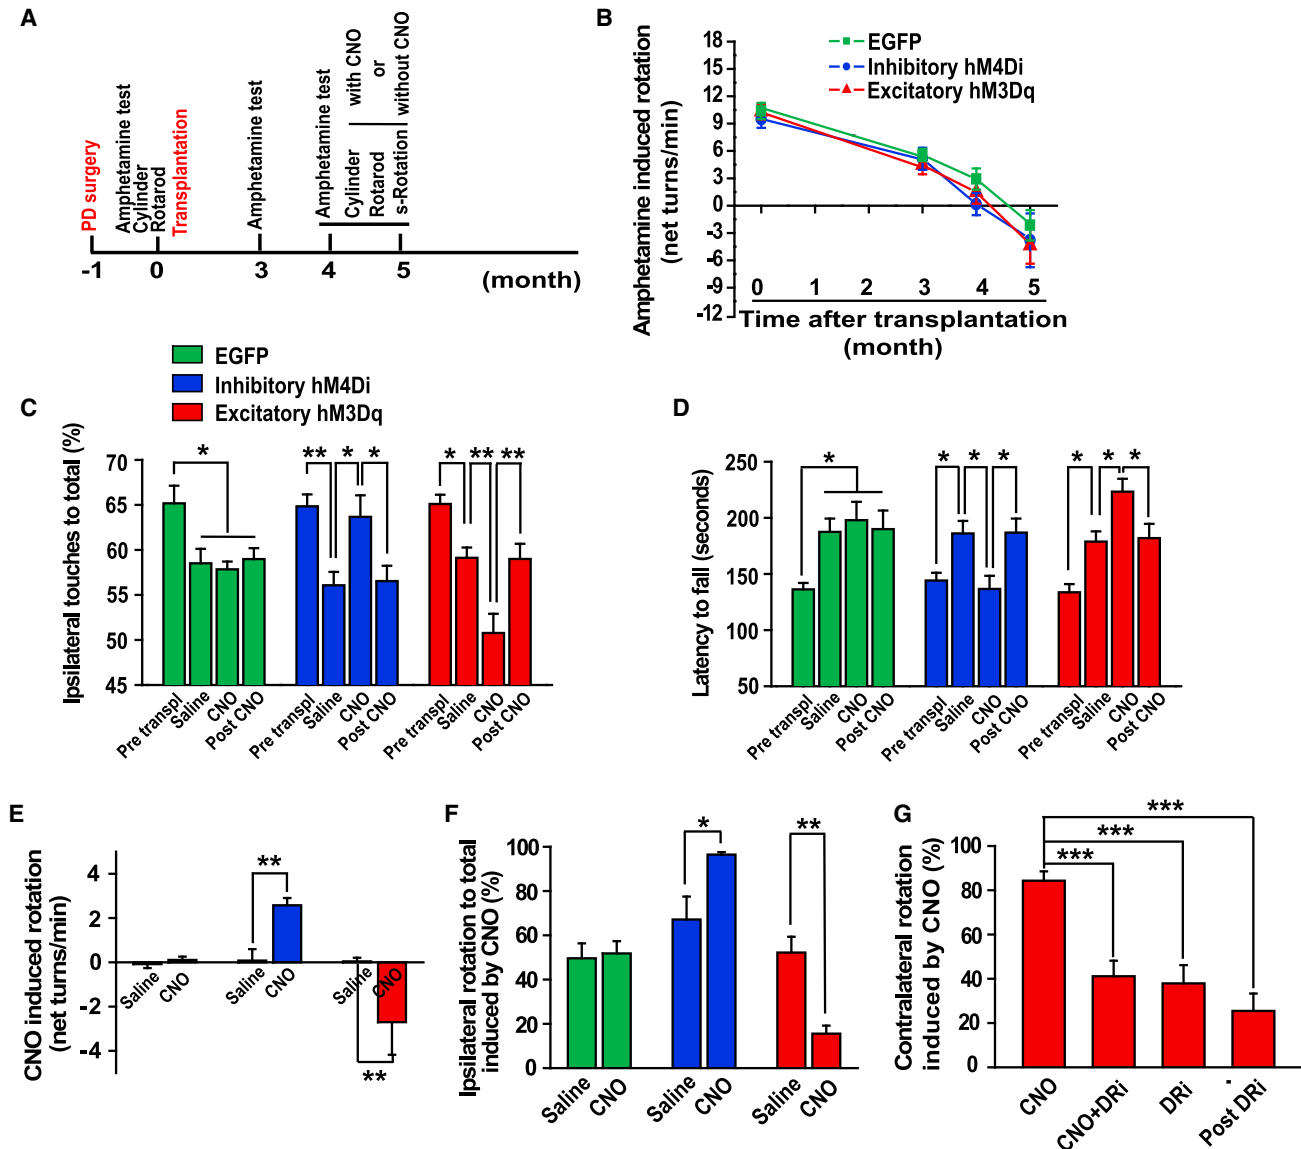 A
PD surgery
Amphetamine test
Cylinder
Rotarod
Transplantation
Amphetamine test
Amphetamine test
Cylinder
Rotarod
s-Rotation
with CNO
or
without CNO
-1 0 3 4 5
(month)
B
Amphetamine induced rotation
(net turns/min)
18
15
12
9
6
3
0
-3
-6
-9
-12
EGFP
Inhibitory hM4Di
Excitatory hM3Dq
0 1 2 3 4 5
Time after transplantation
(month)
EGFP
Inhibitory hM4Di
Excitatory hM3Dq
C
Ipsilateral touches to total (%)
70
65
60
55
50
45
* ** * * * ** **
Pre transpl Saline CNO Post CNO
Pre transpl Saline CNO Post CNO
Pre transpl Saline CNO Post CNO
D
Latency to fall (seconds)
250
200
150
100
50
* * * * * * *
Pre transpl Saline CNO Post CNO
Pre transpl Saline CNO Post CNO
Pre transpl Saline CNO Post CNO
E
CNO induced rotation
(net turns/min)
4
2
0
-2
-4
**
**
Saline CNO Saline CNO Saline CNO
F
Ipsilateral rotation to total
induced by CNO (%)
100
80
60
40
20
0
* **
Saline CNO Saline CNO Saline CNO
G
Contralateral rotation
induced by CNO (%)
100
80
60
40
20
0
***
***
***
CNO CNO+DRi DRi - Post DRi